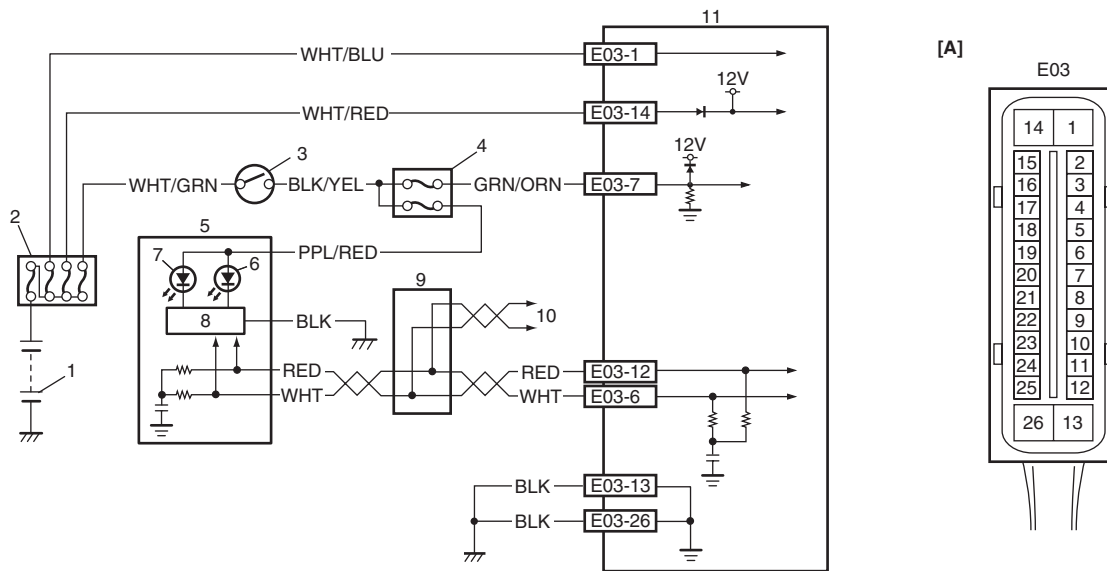 11
WHT/BLU E03-1
[A]
E03
12V
WHT/RED E03-14
14 1
3
4
12V
WHT/GRN BLK/YEL GRN/ORN E03-7
15 2
16 3
17 4
18 5
19 6
20 7
21 8
22 9
23 10
24 11
25 12
26 13
2
5
PPL/RED
7 6
9
8
BLK
10
1
RED RED E03-12
WHT WHT E03-6
BLK E03-13
BLK E03-26